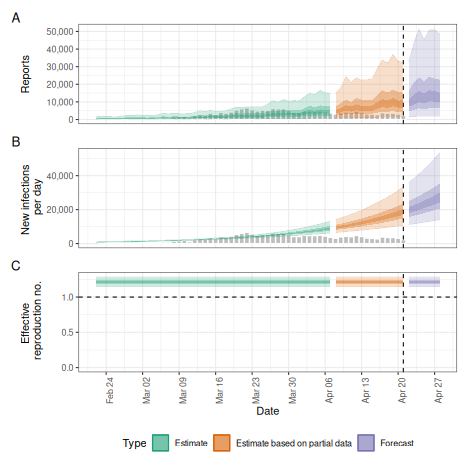 A
Reports
50,000
40,000
30,000
20,000
10,000
0
B
New infections
per day
40,000
20,000
0
C
Effective
reproduction no.
1.0
0.5
0.0
Feb 24
Mar 02
Mar 09
Mar 16
Mar 23
Mar 30
Apr 06
Apr 13
Apr 20
Apr 27
Date
Type
Estimate
Estimate based on partial data
Forecast